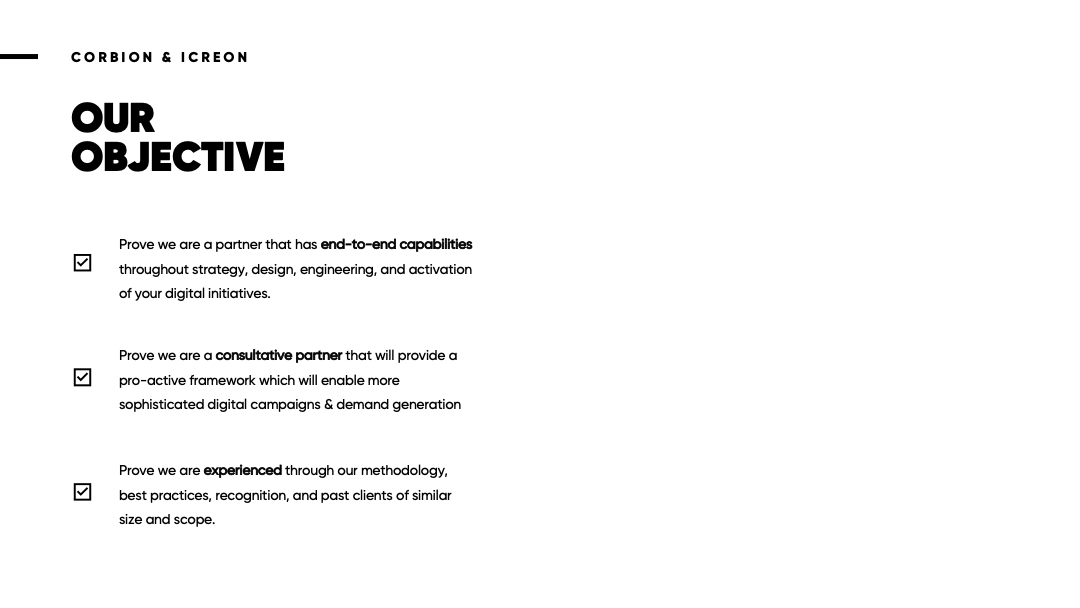 CORBION & ICREON
OUR
OBJECTIVE
Prove we are a partner that has end-to-end capabilities
throughout strategy, design, engineering, and activation
of your digital initiatives.
Prove we are a consultative partner that will provide a
pro-active framework which will enable more
sophisticated digital campaigns & demand generation
Prove we are experienced through our methodology,
best practices, recognition, and past clients of similar
size and scope.